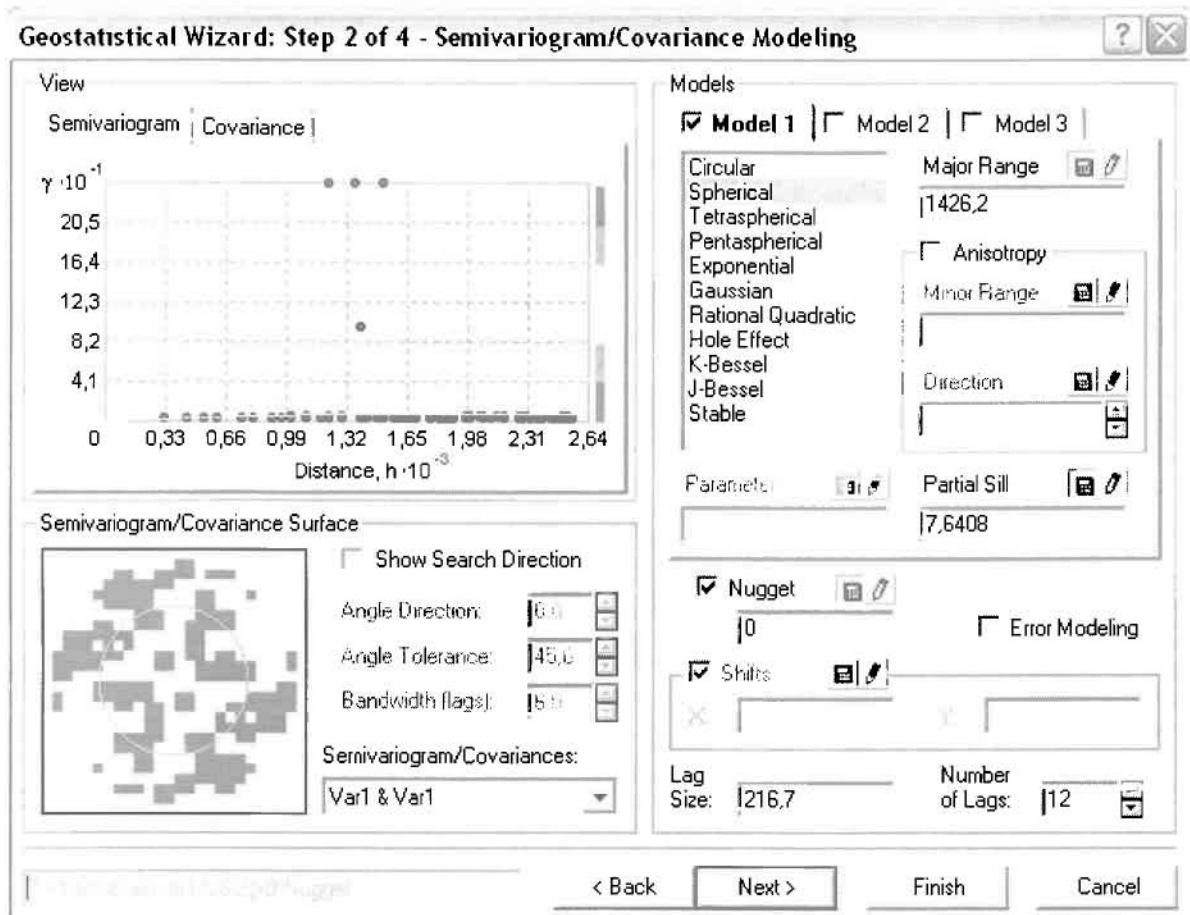 Geostatistical Wizard: Step 2 of 4 - Semivariogram/Covariance Modeling
View
Semivariogram
Covariance
γ ·10⁻¹
20,5
16,4
12,3
8,2
4,1
0
0,33
0,66
0,99
1,32
1,65
1,98
2,31
2,64
Distance, h ·10⁻³
Semivariogram/Covariance Surface
Show Search Direction
Angle Direction:
Angle Tolerance:
45,0
Bandwidth (lags):
Semivariogram/Covariances:
Var1 & Var1
Models
Model 1
Model 2
Model 3
Circular
Spherical
Tetraspherical
Pentaspherical
Exponential
Gaussian
Rational Quadratic
Hole Effect
K-Bessel
J-Bessel
Stable
Major Range
1426,2
Anisotropy
Minor Range
Direction
Parameter
Partial Sill
7,6408
Nugget
0
Error Modeling
Shifts
X:
Y:
Lag
Size:
216,7
Number
of Lags:
12
Nugget
< Back
Next >
Finish
Cancel